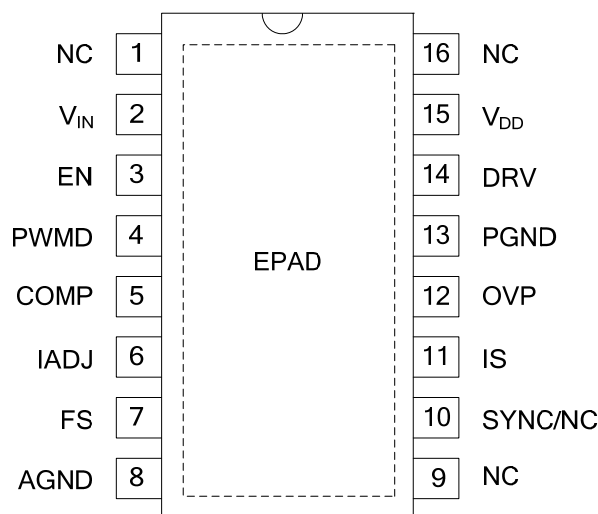 NC 1 16 NC
VIN 2 15 VDD
EN 3 14 DRV
PWMD 4 13 PGND
EPAD
COMP 5 12 OVP
IADJ 6 11 IS
FS 7 10 SYNC/NC
AGND 8 9 NC